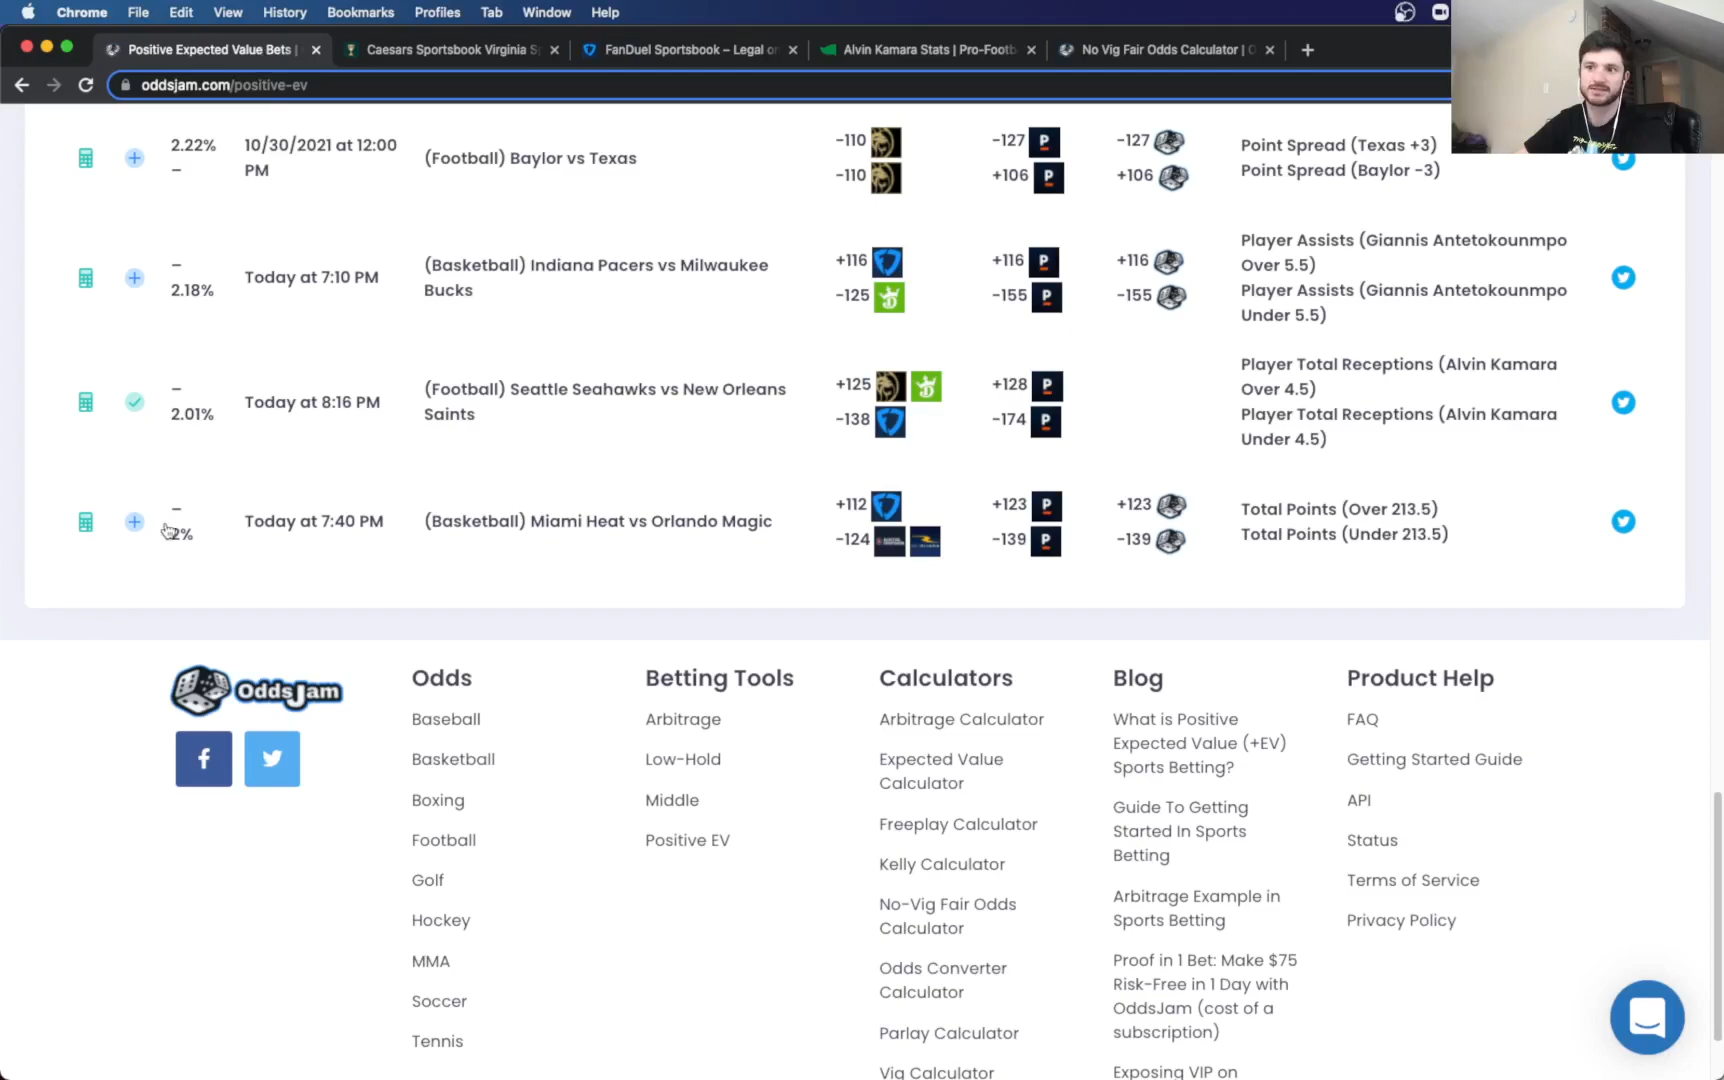 Chrome File Edit View History Bookmarks Profiles Tab Window Help
Positive Expected Value Bets | Caesars Sportsbook Virginia S FanDuel Sportsbook – Legal or Alvin Kamara Stats | Pro-Footb No Vig Fair Odds Calculator | O
oddsjam.com/positive-ev
2.22%
–
10/30/2021 at 12:00
PM
(Football) Baylor vs Texas
-110
-110
-127
+106
-127
+106
Point Spread (Texas +3)
Point Spread (Baylor -3)
–
2.18%
Today at 7:10 PM
(Basketball) Indiana Pacers vs Milwaukee
Bucks
+116
-125
+116
-155
+116
-155
Player Assists (Giannis Antetokounmpo
Over 5.5)
Player Assists (Giannis Antetokounmpo
Under 5.5)
–
2.01%
Today at 8:16 PM
(Football) Seattle Seahawks vs New Orleans
Saints
+125
-138
+128
-174
Player Total Receptions (Alvin Kamara
Over 4.5)
Player Total Receptions (Alvin Kamara
Under 4.5)
–
2%
Today at 7:40 PM
(Basketball) Miami Heat vs Orlando Magic
+112
-124
+123
-139
+123
-139
Total Points (Over 213.5)
Total Points (Under 213.5)
OddsJam
Odds
Baseball
Basketball
Boxing
Football
Golf
Hockey
MMA
Soccer
Tennis
Betting Tools
Arbitrage
Low-Hold
Middle
Positive EV
Calculators
Arbitrage Calculator
Expected Value
Calculator
Freeplay Calculator
Kelly Calculator
No-Vig Fair Odds
Calculator
Odds Converter
Calculator
Parlay Calculator
Vig Calculator
Blog
What is Positive
Expected Value (+EV)
Sports Betting?
Guide To Getting
Started In Sports
Betting
Arbitrage Example in
Sports Betting
Proof in 1 Bet: Make $75
Risk-Free in 1 Day with
OddsJam (cost of a
subscription)
Exposing VIP on
Product Help
FAQ
Getting Started Guide
API
Status
Terms of Service
Privacy Policy